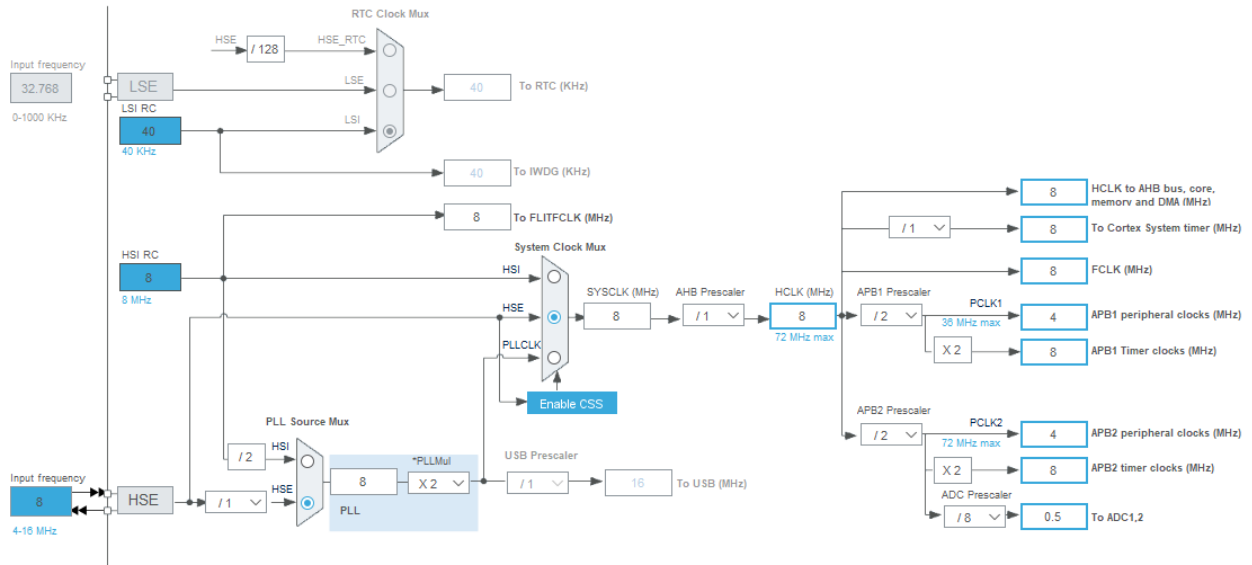 RTC Clock Mux
HSE
/ 128
HSE_RTC
Input frequency
32.768
0-1000 KHz
LSE
LSE
40
To RTC (KHz)
LSI RC
40
40 KHz
LSI
40
To IWDG (KHz)
8
To FLITFCLK (MHz)
HSI RC
8
8 MHz
System Clock Mux
HSI
HSE
PLLCLK
SYSCLK (MHz)
8
AHB Prescaler
/ 1
HCLK (MHz)
8
72 MHz max
Enable CSS
8
HCLK to AHB bus, core,
memory and DMA (MHz)
/ 1
8
To Cortex System timer (MHz)
8
FCLK (MHz)
APB1 Prescaler
/ 2
PCLK1
36 MHz max
4
APB1 peripheral clocks (MHz)
X 2
8
APB1 Timer clocks (MHz)
APB2 Prescaler
/ 2
PCLK2
72 MHz max
4
APB2 peripheral clocks (MHz)
X 2
8
APB2 timer clocks (MHz)
ADC Prescaler
/ 8
0.5
To ADC1,2
PLL Source Mux
/ 2
HSI
Input frequency
8
4-16 MHz
HSE
/ 1
HSE
8
*PLLMul
X 2
PLL
USB Prescaler
/ 1
16
To USB (MHz)